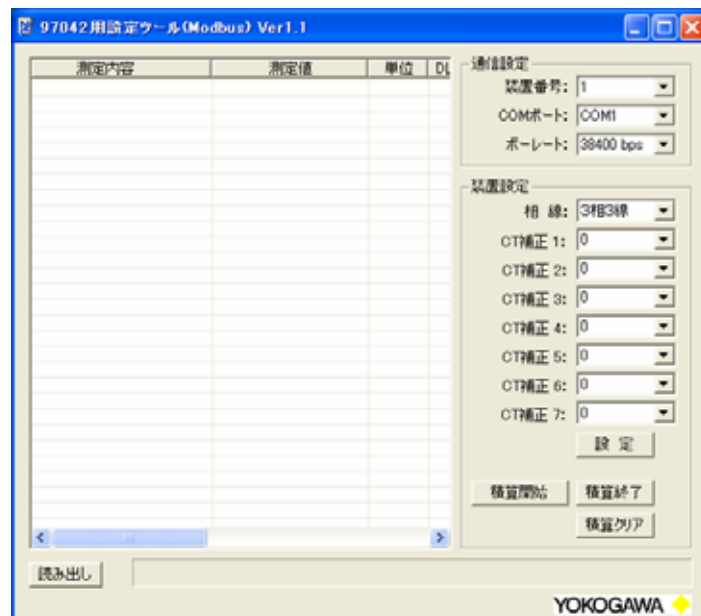 97042用設定ツール(Modbus) Ver1.1
測定内容 測定値 単位 DL
通信設定
装置番号: 1
COMポート: COM1
ボーレート: 38400 bps
装置設定
相 線: 3相3線
CT補正 1: 0
CT補正 2: 0
CT補正 3: 0
CT補正 4: 0
CT補正 5: 0
CT補正 6: 0
CT補正 7: 0
設 定
積算開始 積算終了
積算クリア
読み出し
YOKOGAWA